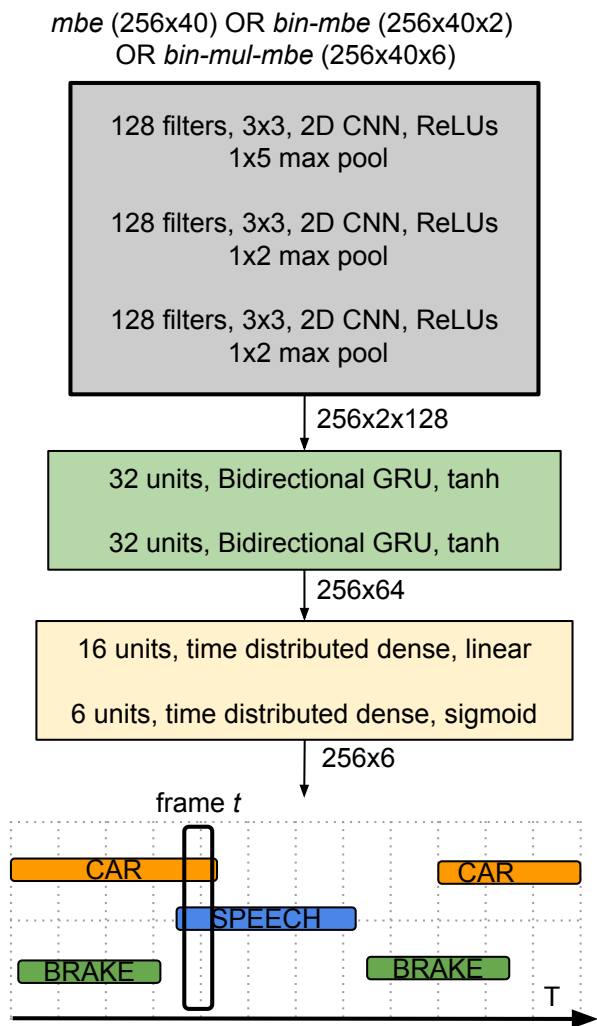 mbe (256x40) OR bin-mbe (256x40x2)
OR bin-mul-mbe (256x40x6)
128 filters, 3x3, 2D CNN, ReLUs
1x5 max pool
128 filters, 3x3, 2D CNN, ReLUs
1x2 max pool
128 filters, 3x3, 2D CNN, ReLUs
1x2 max pool
256x2x128
32 units, Bidirectional GRU, tanh
32 units, Bidirectional GRU, tanh
256x64
16 units, time distributed dense, linear
6 units, time distributed dense, sigmoid
256x6
frame t
CAR CAR
SPEECH
BRAKE BRAKE
T